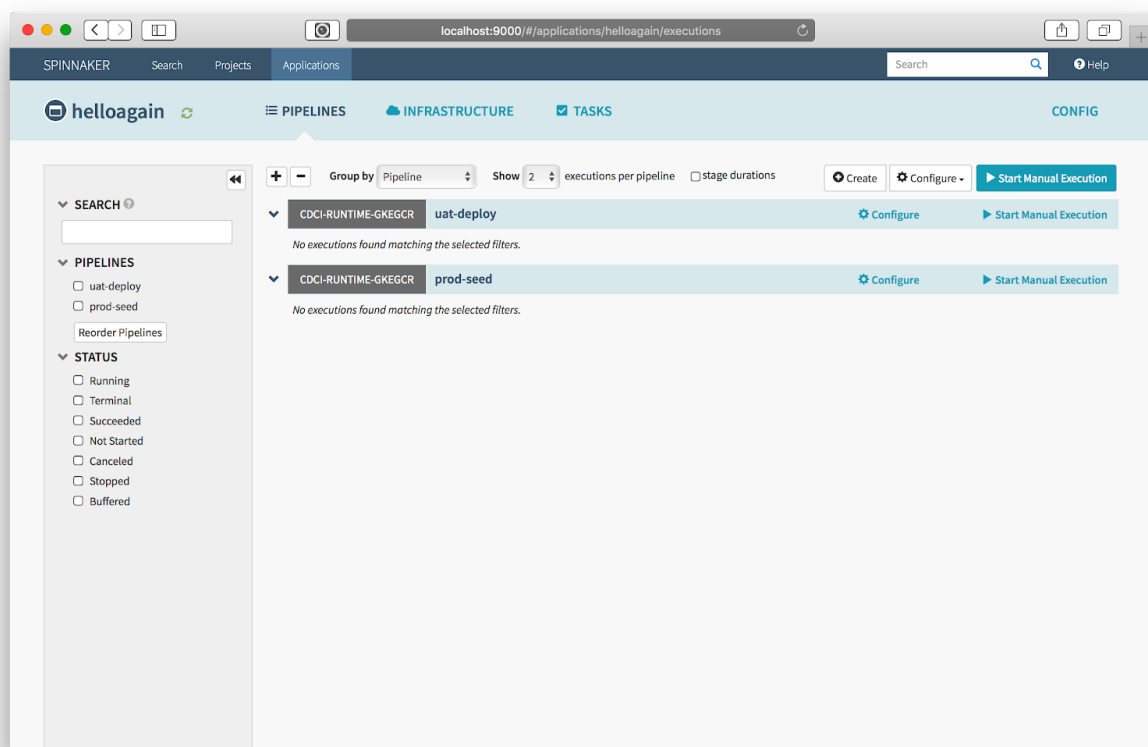 localhost:9000/#/applications/helloagain/executions
SPINNAKER Search Projects Applications Search Help
helloagain PIPELINES INFRASTRUCTURE TASKS CONFIG
Group by Pipeline Show 2 executions per pipeline stage durations Create Configure Start Manual Execution
SEARCH
PIPELINES
uat-deploy
prod-seed
Reorder Pipelines
STATUS
Running
Terminal
Succeeded
Not Started
Canceled
Stopped
Buffered
CDCI-RUNTIME-GKEGCR uat-deploy Configure Start Manual Execution
No executions found matching the selected filters.
CDCI-RUNTIME-GKEGCR prod-seed Configure Start Manual Execution
No executions found matching the selected filters.